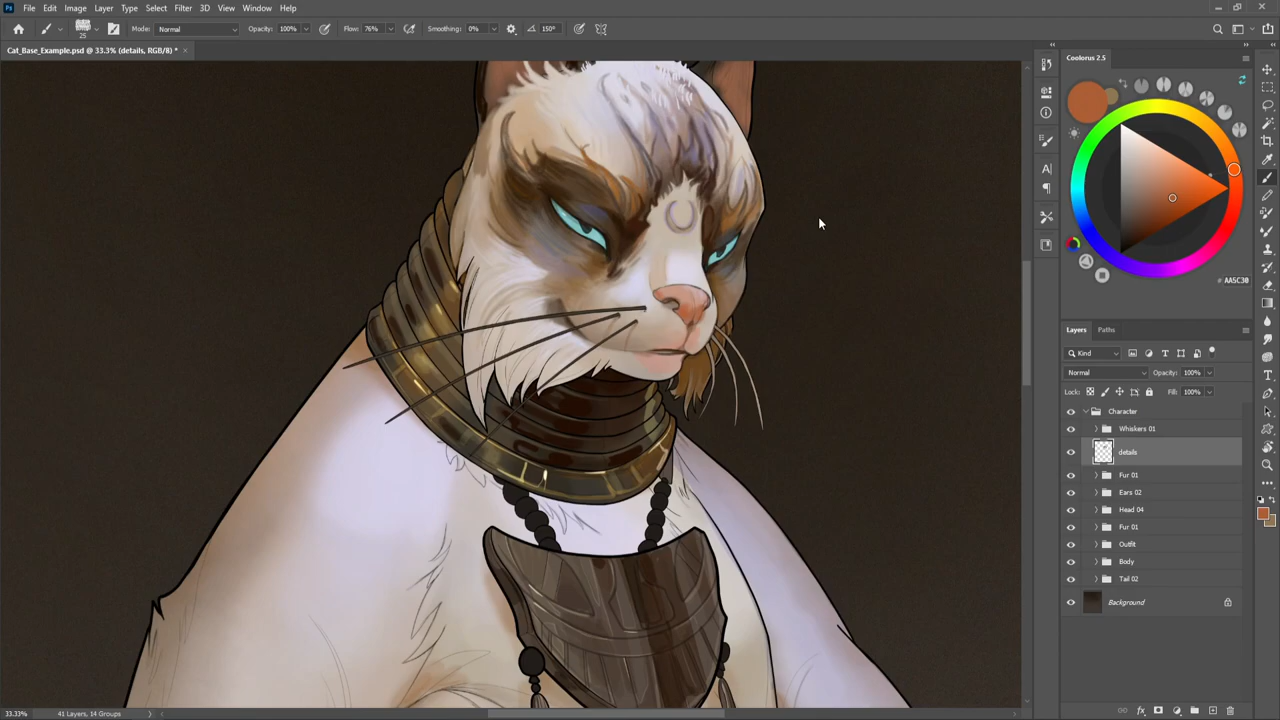 Ps File Edit Image Layer Type Select Filter 3D View Window Help
25 Mode: Normal Opacity: 100% Flow: 76% Smoothing: 0% 150°
Cat_Base_Example.psd @ 33.3% (details, RGB/8) * ×
Coolorus 2.5
# AA5C30
Layers Paths
Kind
Normal Opacity: 100%
Lock: Fill: 100%
Character
Whiskers 01
details
Fur 01
Ears 02
Head 04
Fur 01
Outfit
Body
Tail 02
Background
33.33% 41 Layers, 14 Groups